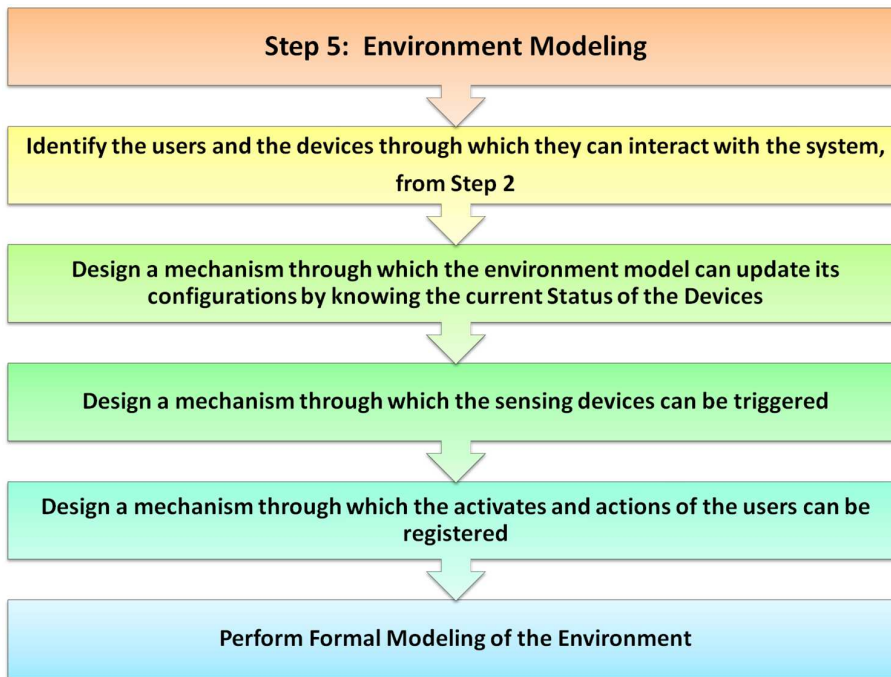 Step 5:  Environment Modeling
Identify the users and the devices through which they can interact with the system,
from Step 2
Design a mechanism through which the environment model can update its
configurations by knowing the current Status of the Devices
Design a mechanism through which the sensing devices can be triggered
Design a mechanism through which the activates and actions of the users can be
registered
Perform Formal Modeling of the Environment